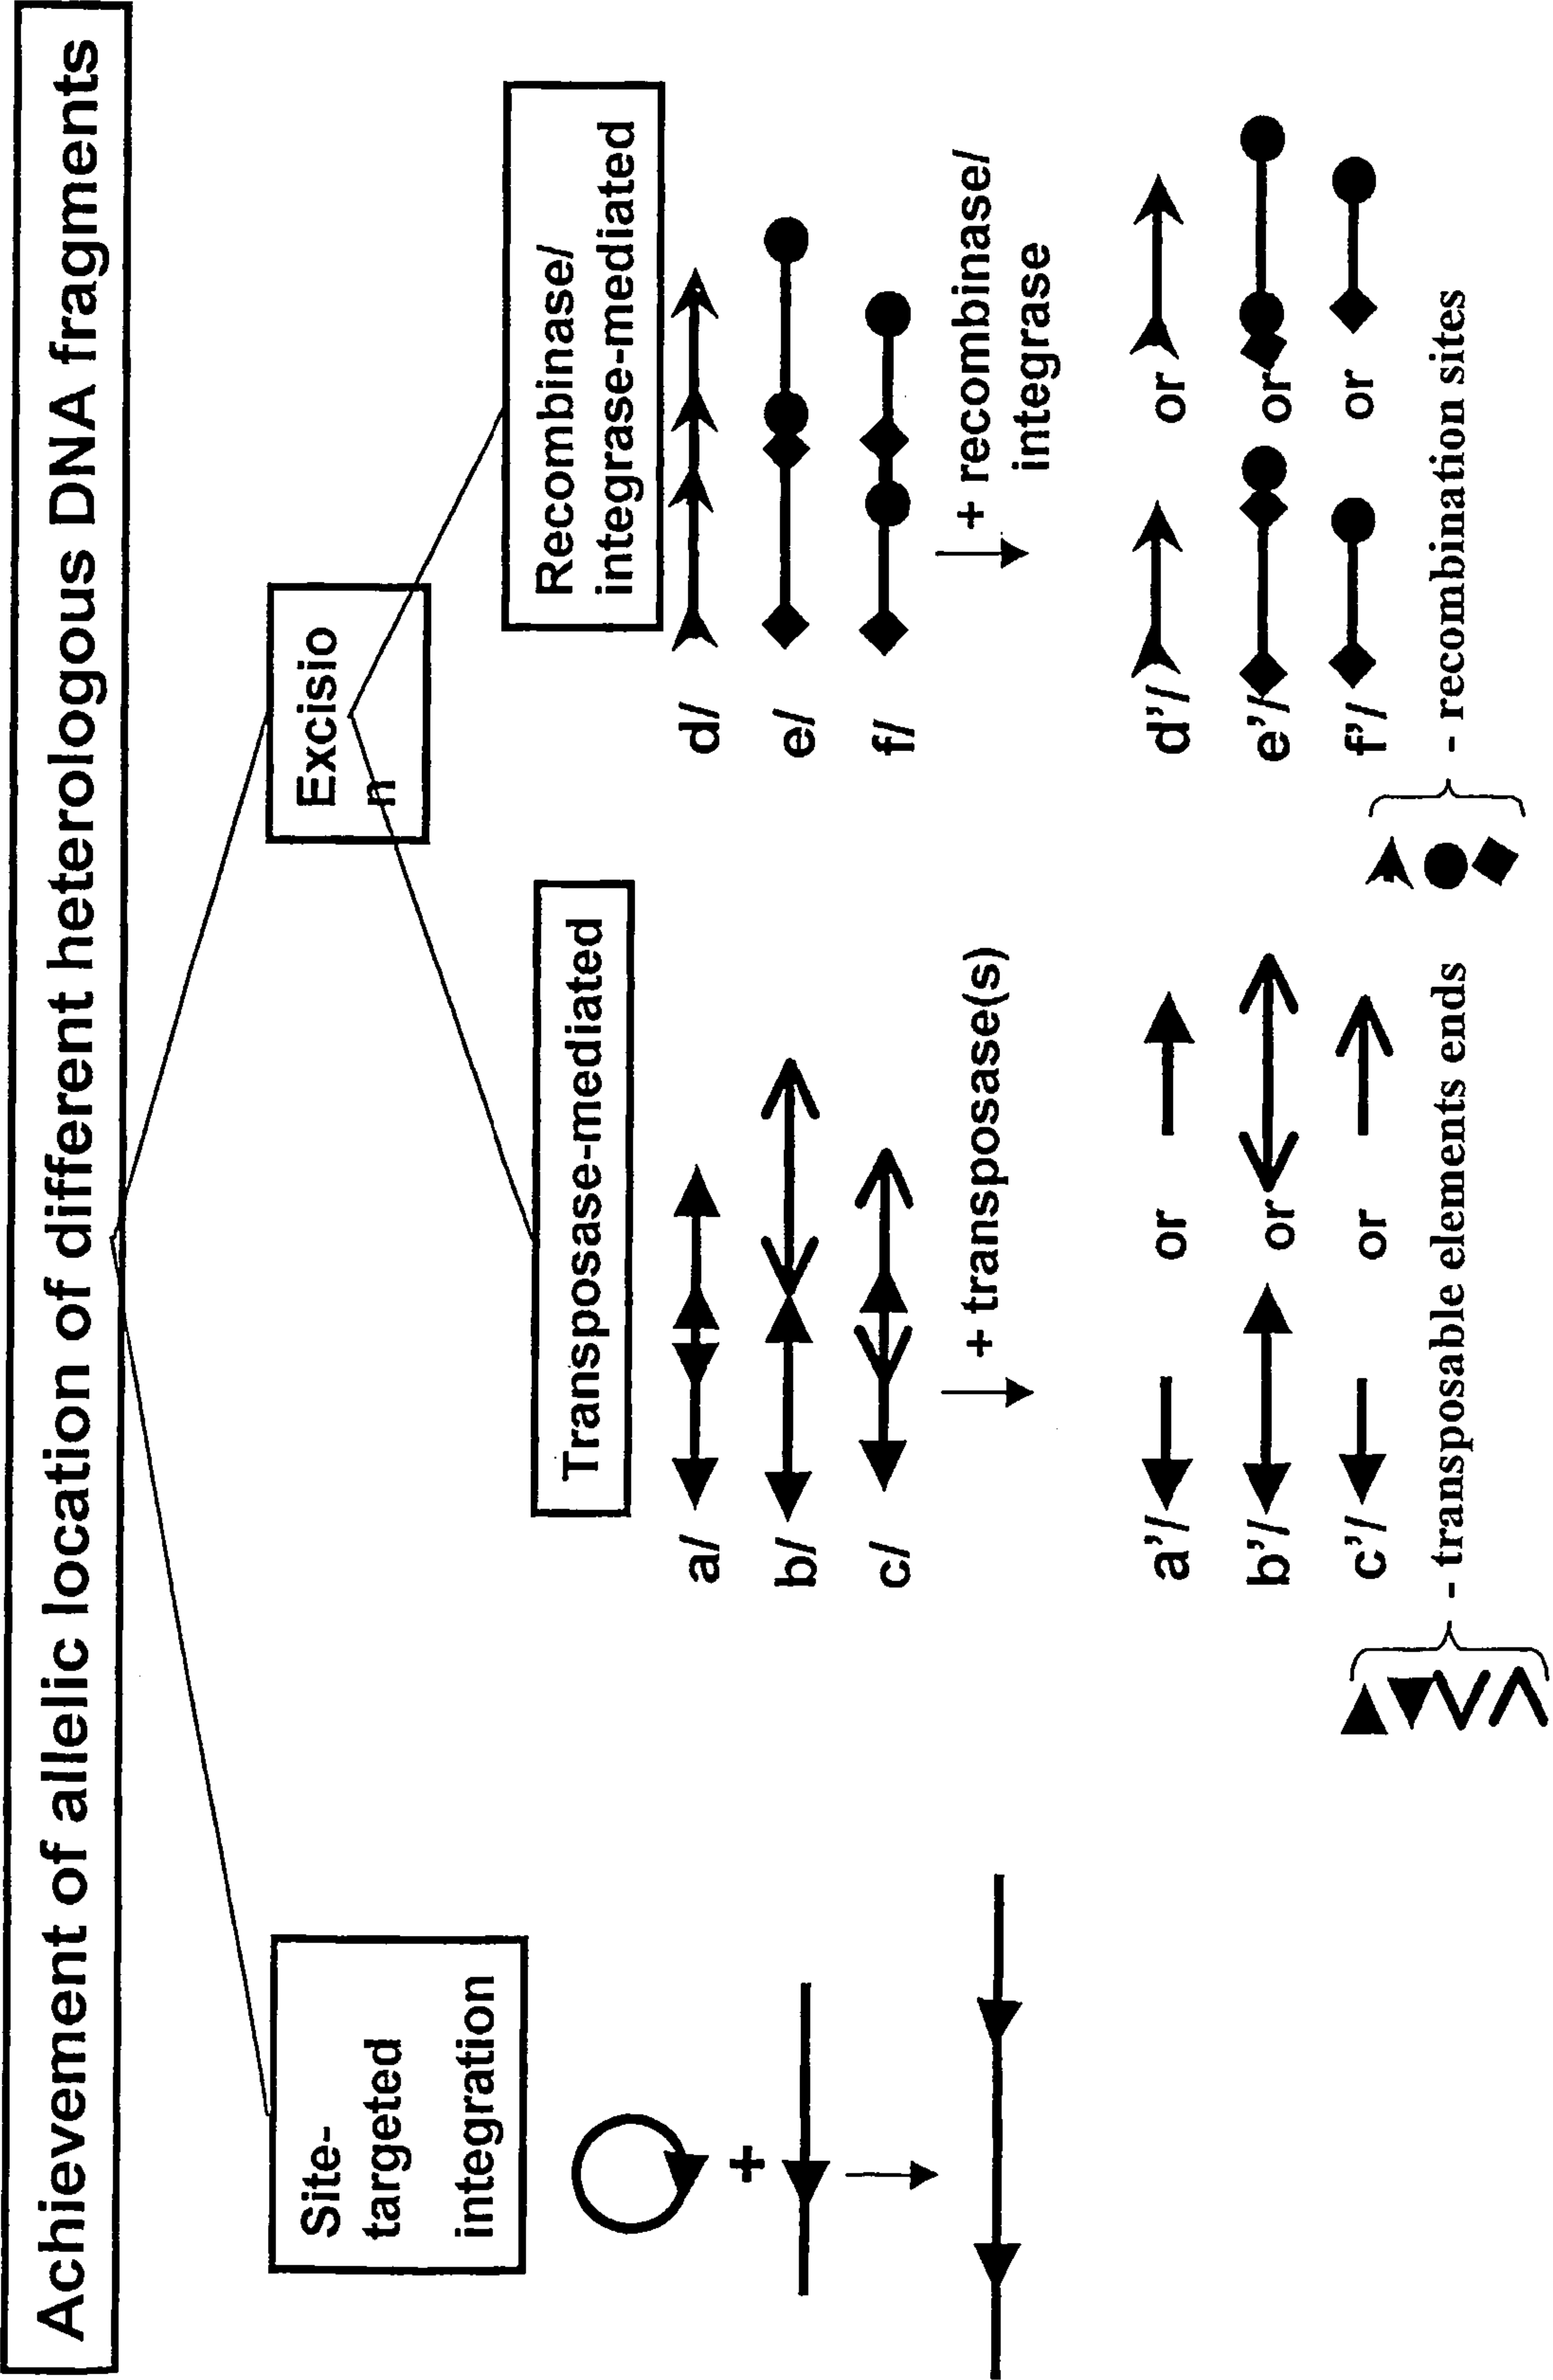 Achievement of allelic location of different heterologous DNA fragments
Site-
targeted
integration
+
Excisio
n
Transposase-mediated
a/
b/
c/
+ transposase(s)
a'/ or
b'/ or
c'/ or
- transposable elements ends
Recombinase/
integrase-mediated
d/
e/
f/
+ recombinase/
integrase
d'/ or
e'/ or
f'/ or
- recombination sites